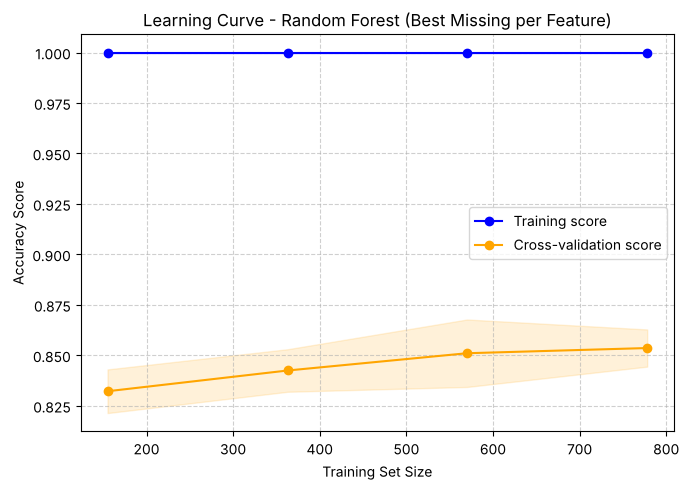 Learning Curve - Random Forest (Best Missing per Feature)
1.000
0.975
0.950
0.925
0.900
0.875
0.850
0.825
Accuracy Score
Training score
Cross-validation score
200 300 400 500 600 700 800
Training Set Size